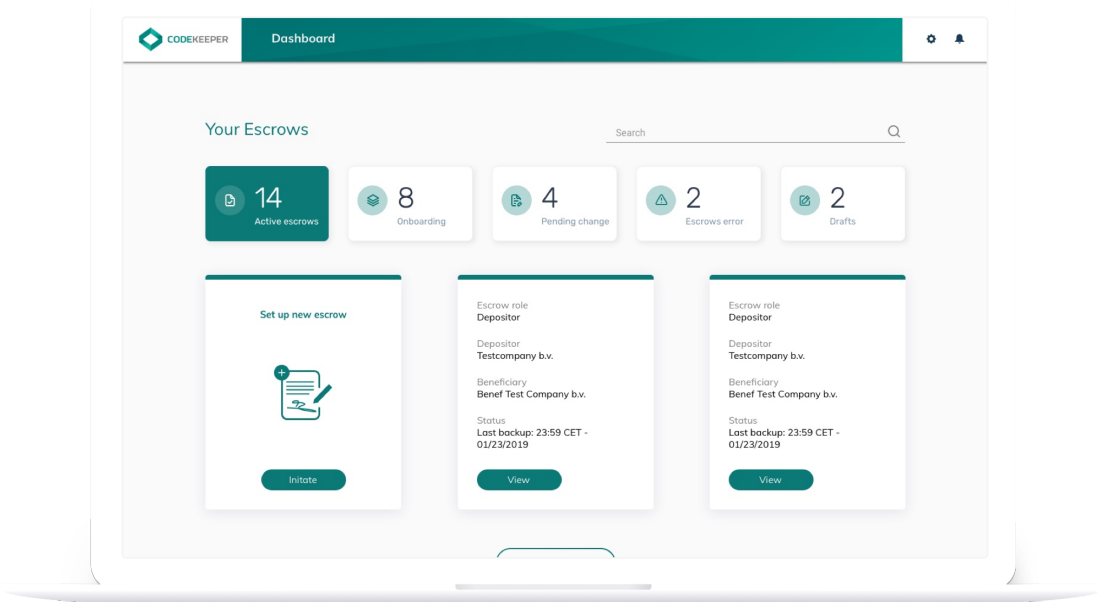 CODEKEEPER
Dashboard
Your Escrows
Search
14
Active escrows
8
Onboarding
4
Pending change
2
Escrows error
2
Drafts
Set up new escrow
Initate
Escrow role
Depositor
Depositor
Testcompany b.v.
Beneficiary
Benef Test Company b.v.
Status
Last backup: 23:59 CET -
01/23/2019
View
Escrow role
Depositor
Depositor
Testcompany b.v.
Beneficiary
Benef Test Company b.v.
Status
Last backup: 23:59 CET -
01/23/2019
View